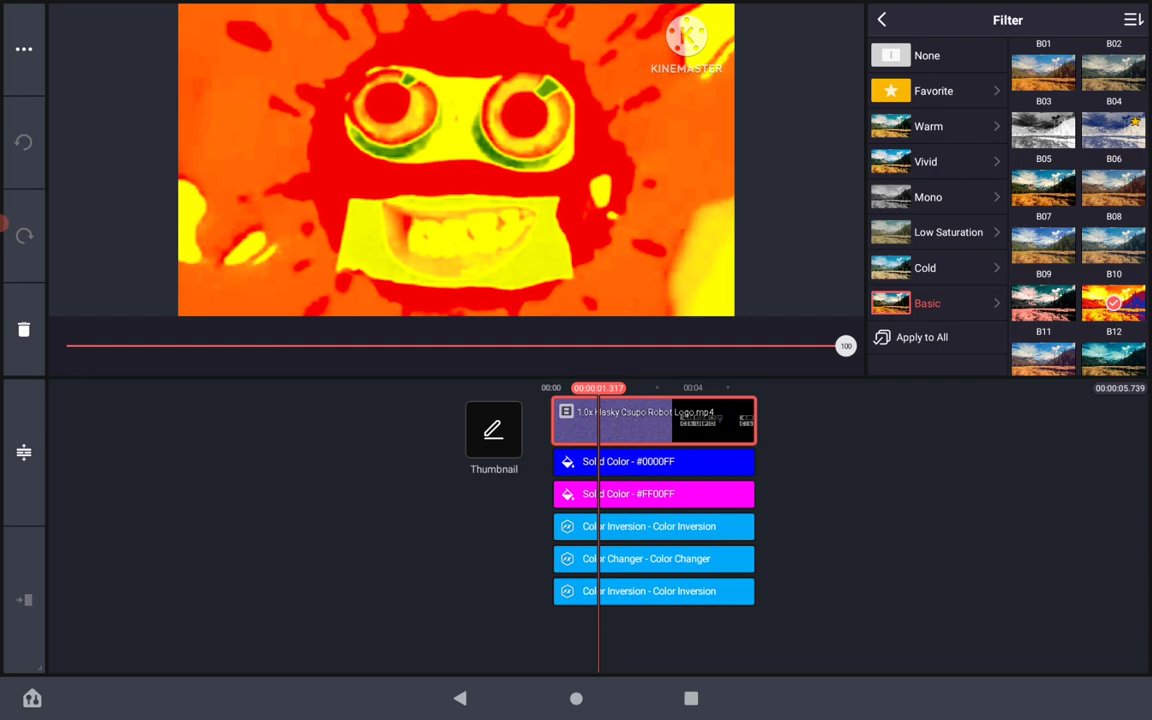 KINEMASTER
Filter
None
Favorite
Warm
Vivid
Mono
Low Saturation
Cold
Basic
Apply to All
B01
B02
B03
B04
B05
B06
B07
B08
B09
B10
B11
B12
100
00:00
00:00:01.317
00:04
00:00:05.739
Thumbnail
1.0x Klasky Csupo Robot Logo.mp4
Solid Color - #0000FF
Solid Color - #FF00FF
Color Inversion - Color Inversion
Color Changer - Color Changer
Color Inversion - Color Inversion